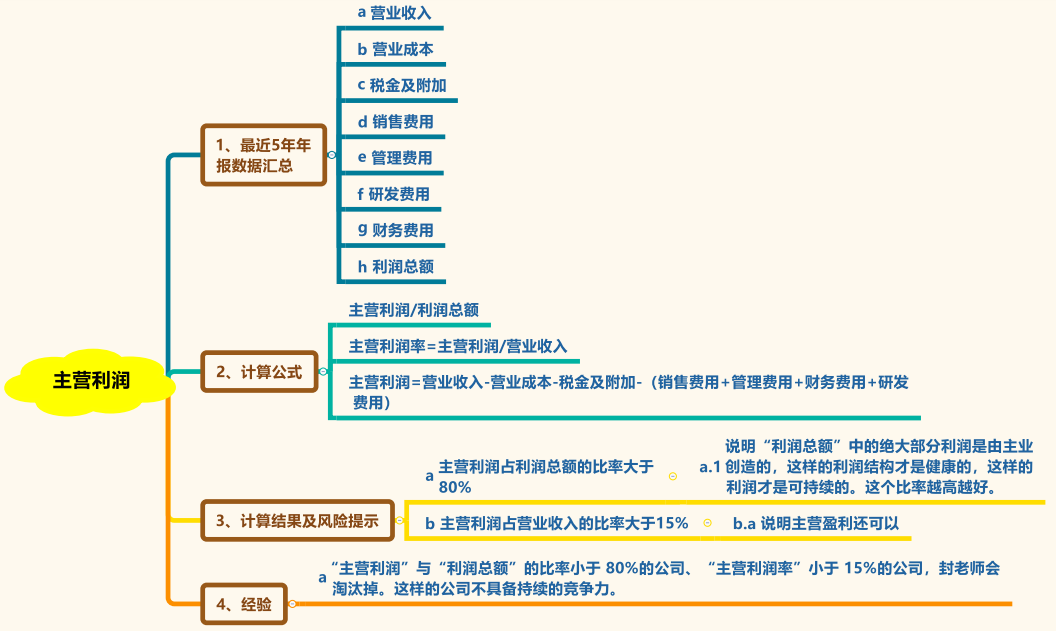 主营利润
1、最近5年年
报数据汇总
a 营业收入
b 营业成本
c 税金及附加
d 销售费用
e 管理费用
f 研发费用
g 财务费用
h 利润总额
2、计算公式
主营利润/利润总额
主营利润率=主营利润/营业收入
主营利润=营业收入-营业成本-税金及附加-（销售费用+管理费用+财务费用+研发
费用）
3、计算结果及风险提示
a 主营利润占利润总额的比率大于
80%
a.1 说明“利润总额”中的绝大部分利润是由主业
创造的，这样的利润结构才是健康的，这样的
利润才是可持续的。这个比率越高越好。
b 主营利润占营业收入的比率大于15%
b.a 说明主营盈利还可以
4、经验
a “主营利润”与“利润总额”的比率小于 80%的公司、“主营利润率”小于 15%的公司，封老师会
淘汰掉。这样的公司不具备持续的竞争力。